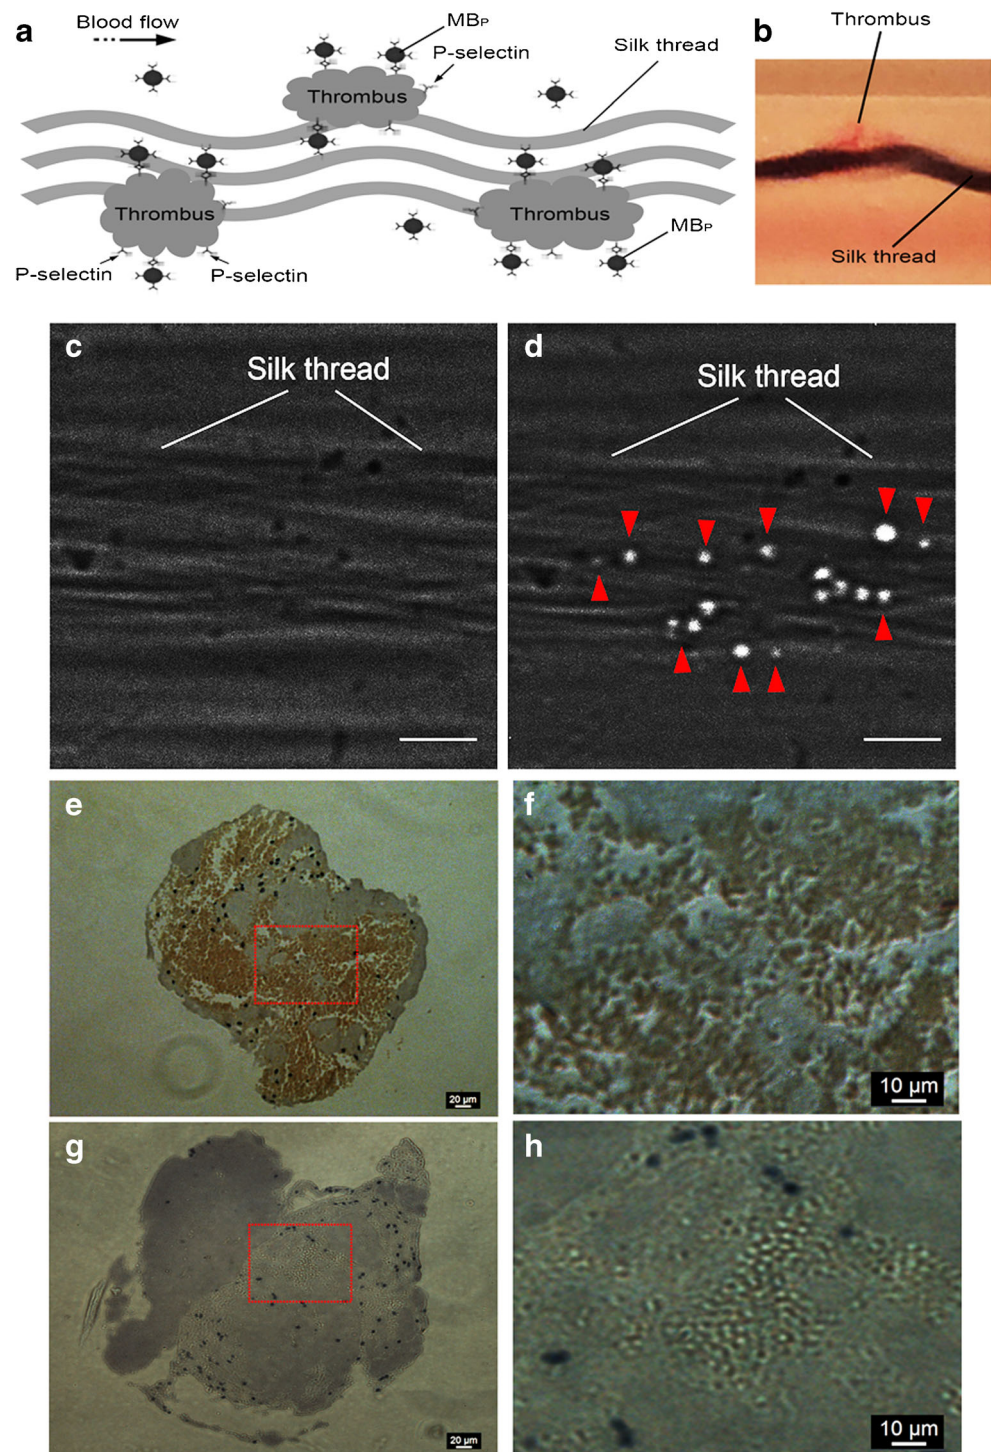 a
Blood flow
MBP
P-selectin
Silk thread
Thrombus
Thrombus
Thrombus
MBP
P-selectin
P-selectin
b
Thrombus
Silk thread
c
Silk thread
d
Silk thread
e
20 µm
f
10 µm
g
20 µm
h
10 µm